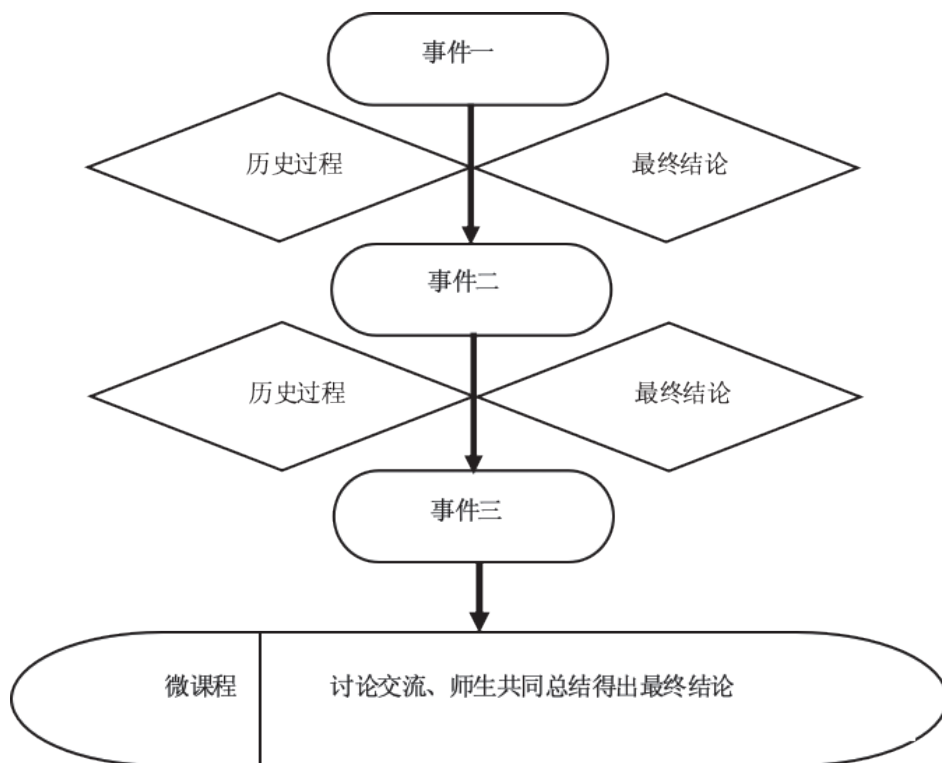 事件一
历史过程
最终结论
事件二
历史过程
最终结论
事件三
微课程
讨论交流、师生共同总结得出最终结论